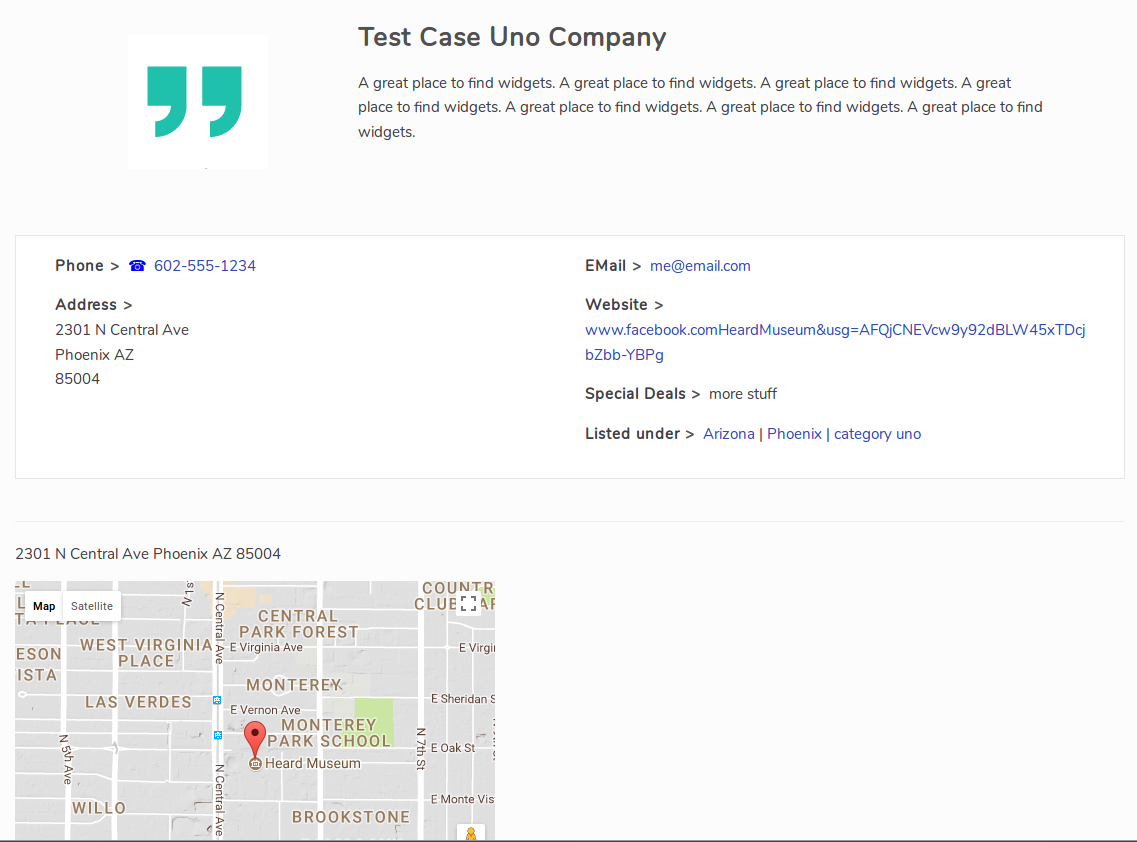 Test Case Uno Company
A great place to find widgets. A great place to find widgets. A great place to find widgets. A great
place to find widgets. A great place to find widgets. A great place to find widgets. A great place to find
widgets.
Phone > ☎ 602-555-1234
Address >
2301 N Central Ave
Phoenix AZ
85004
EMail > me@email.com
Website >
www.facebook.comHeardMuseum&usg=AFQjCNEVcw9y92dBLW45xTDcj
bZbb-YBPg
Special Deals > more stuff
Listed under > Arizona | Phoenix | category uno
2301 N Central Ave Phoenix AZ 85004
Map Satellite
COUNTR
CLUB
N Central Ave
CENTRAL
PARK FOREST
E Virginia Ave
E Virgi
WEST VIRGINIA
PLACE
ESON
ISTA
MONTEREY
LAS VERDES
E Sheridan S
E Vernon Ave
MONTEREY
PARK SCHOOL
N 5th Ave
N 7th St
E Oak St
Heard Museum
N Central Ave
E Monte Vis
WILLO
BROOKSTONE